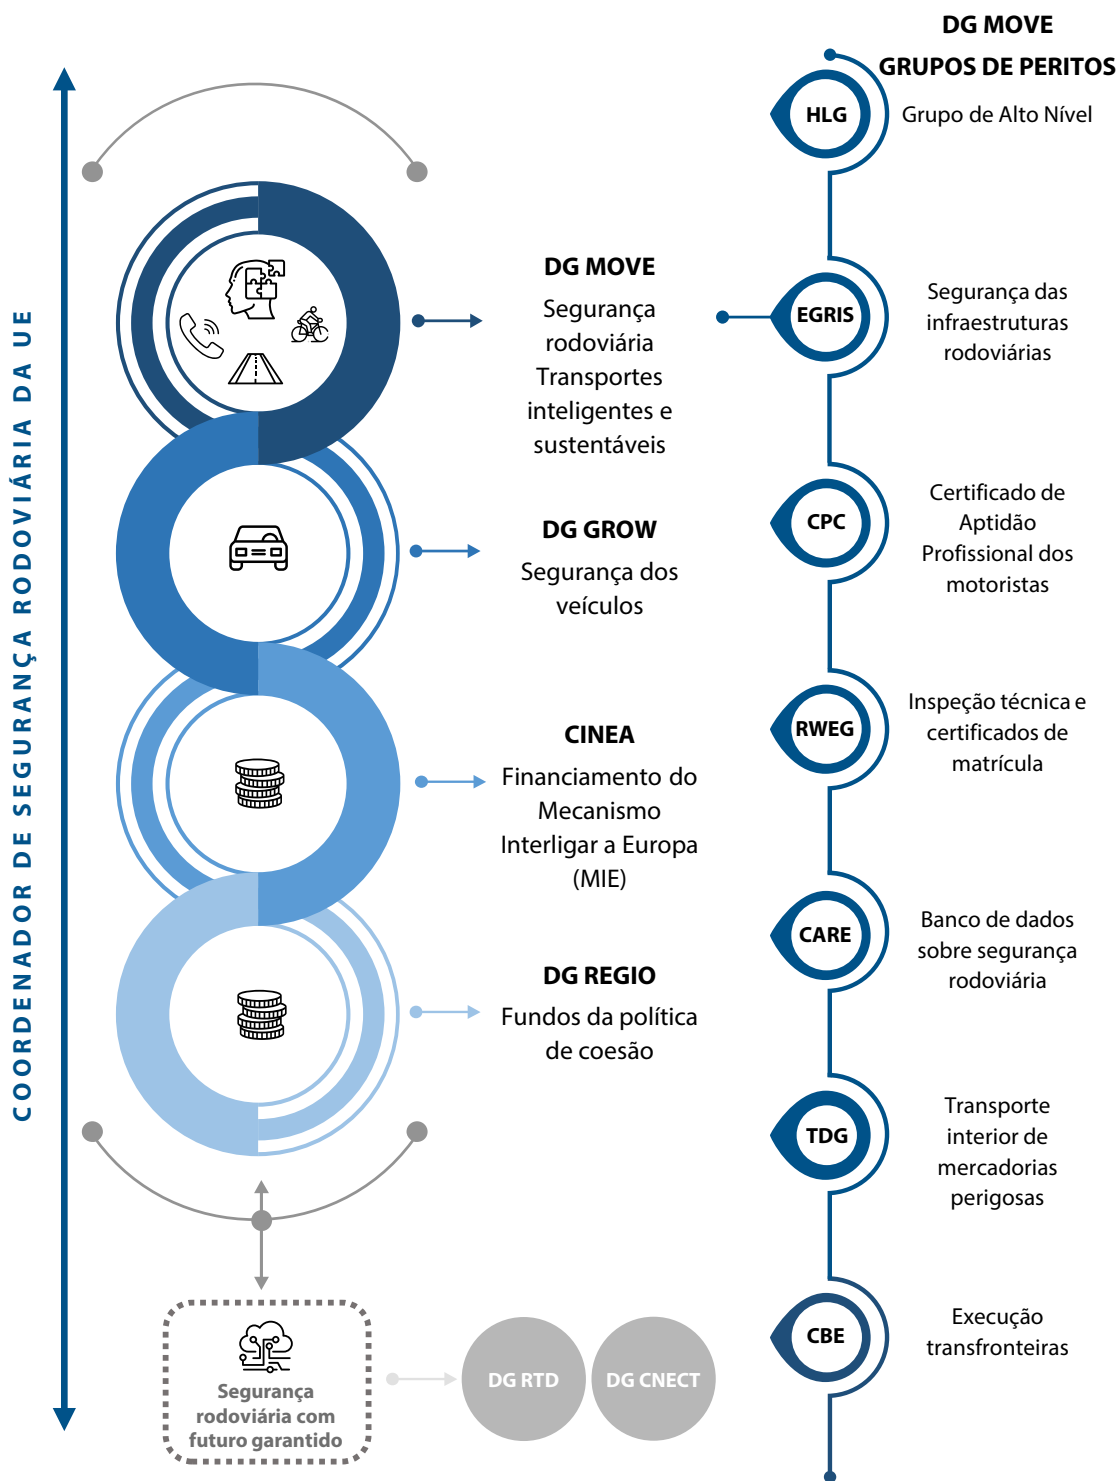 COORDENADOR DE SEGURANÇA RODOVIÁRIA DA UE
DG MOVE
Segurança
rodoviária
Transportes
inteligentes e
sustentáveis
DG GROW
Segurança dos
veículos
CINEA
Financiamento do
Mecanismo
Interligar a Europa
(MIE)
DG REGIO
Fundos da política
de coesão
Segurança
rodoviária com
futuro garantido
DG RTD
DG CNECT
DG MOVE
GRUPOS DE PERITOS
HLG
Grupo de Alto Nível
EGRIS
Segurança das
infraestruturas
rodoviárias
CPC
Certificado de
Aptidão
Profissional dos
motoristas
RWEG
Inspeção técnica e
certificados de
matrícula
CARE
Banco de dados
sobre segurança
rodoviária
TDG
Transporte
interior de
mercadorias
perigosas
CBE
Execução
transfronteiras